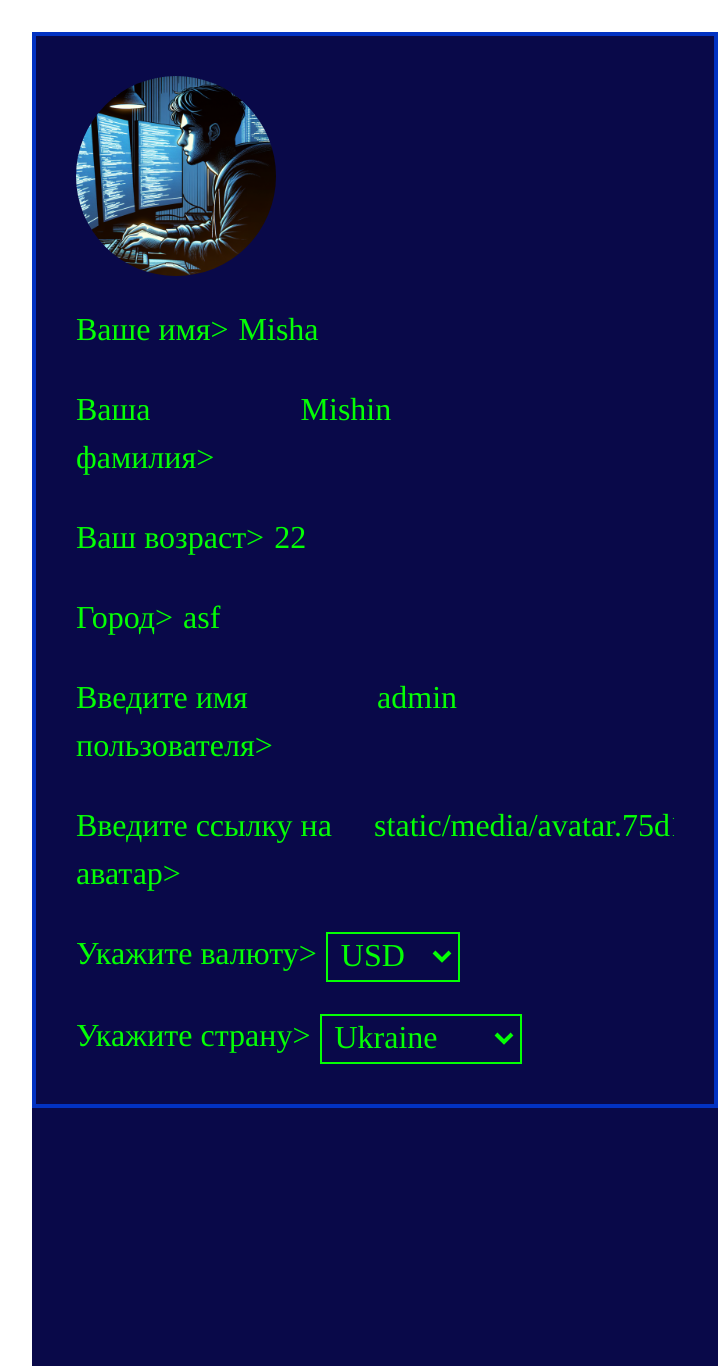 Ваше имя> Misha
Ваша Mishin
фамилия>
Ваш возраст> 22
Город> asf
Введите имя admin
пользователя>
Введите ссылку на static/media/avatar.75d
аватар>
Укажите валюту> USD
Укажите страну> Ukraine